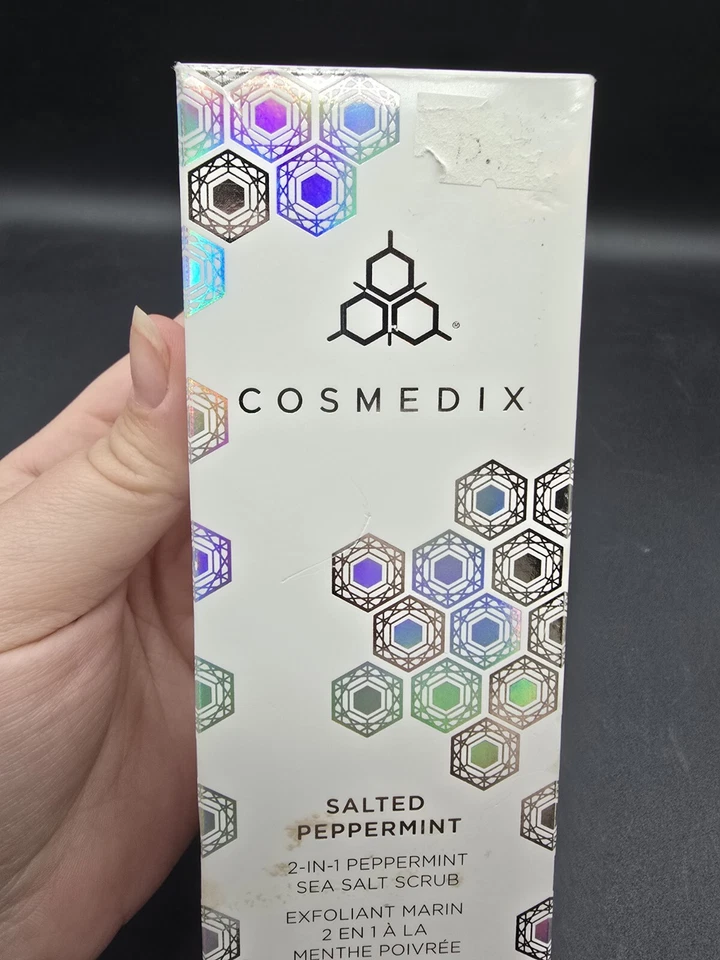 COSMEDIX
SALTED
PEPPERMINT
2-IN-1 PEPPERMINT
SEA SALT SCRUB
EXFOLIANT MARIN
2 EN 1 À LA
MENTHE POIVRÉE